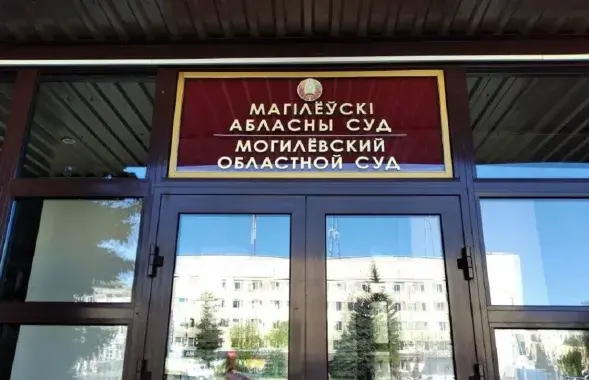 МАГІЛЁЎСКІ
АБЛАСНЫ СУД
МОГИЛЁВСКИЙ
ОБЛАСТНОЙ СУД